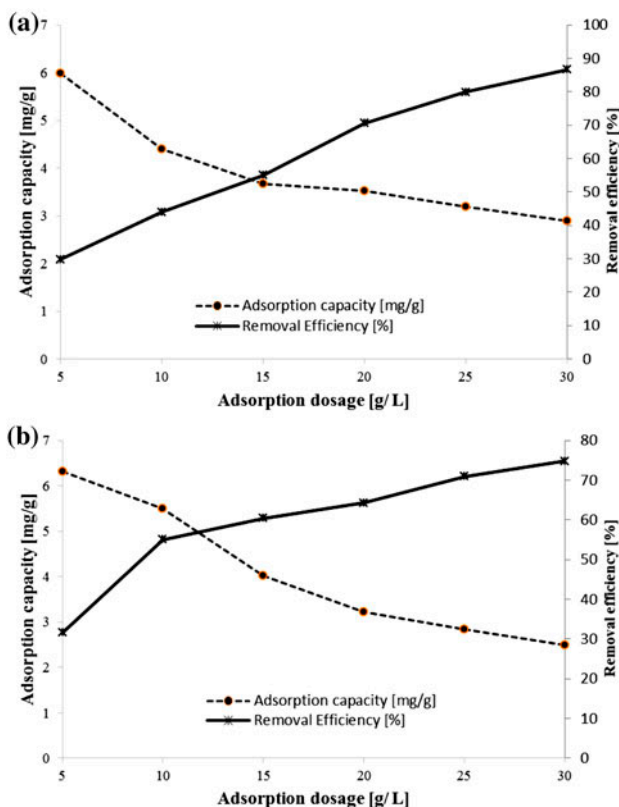 (a)
7
6
5
4
3
2
1
0
Adsorption capacity [mg/g]
100
90
80
70
60
50
40
30
20
10
0
Removal efficiency [%]
Adsorption capacity [mg/g]
Removal Efficiency [%]
5 10 15 20 25 30
Adsorption dosage [g/L]
(b)
7
6
5
4
3
2
1
0
Adsorption capacity [mg/g]
80
70
60
50
40
30
20
10
0
Removal efficiency [%]
Adsorption capacity [mg/g]
Removal Efficiency [%]
5 10 15 20 25 30
Adsorption dosage [g/L]